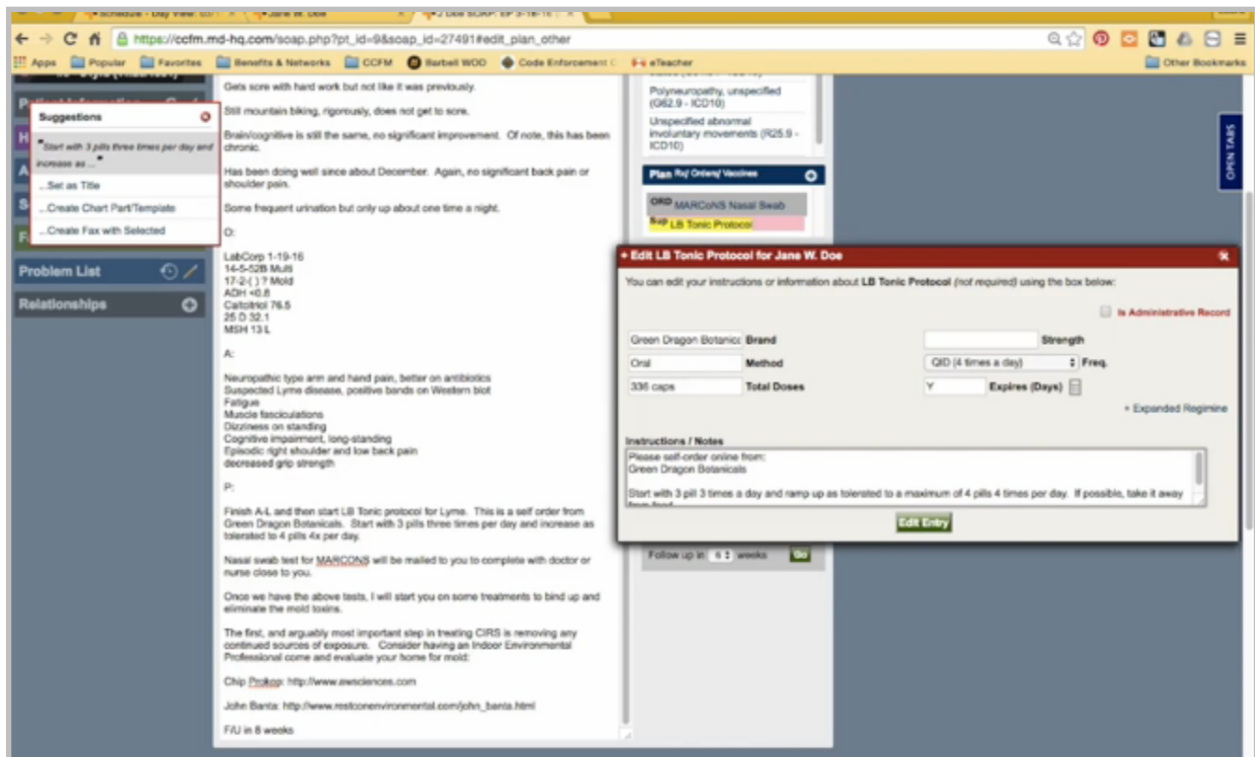 Schedule - Day View:
Jane W. Doe
J Doe SOAP: EP 3-18-16
https://ccfm.md-hq.com/soap.php?pt_id=9&soap_id=27491#edit_plan_other
Apps Popular Favorites Benefits & Networks CCFM Barbell WOD Code Enforcement eTeacher Other Bookmarks
Suggestions
"Start with 3 pills three times per day and
increase as ..."
...Set as Title
...Create Chart Part/Template
...Create Fax with Selected
Problem List
Relationships
Gets sore with hard work but not like it was previously.
Still mountain biking, rigorously, does not get to sore.
Brain/cognitive is still the same, no significant improvement. Of note, this has been
chronic.
Has been doing well since about December. Again, no significant back pain or
shoulder pain.
Some frequent urination but only up about one time a night.
O:
LabCorp 1-19-16
14-5-52B Multi
17-2-( ) ? Mold
ADH <0.8
Calcitriol 76.5
25 D 32.1
MSH 13 L
A:
Neuropathic type arm and hand pain, better on antibiotics
Suspected Lyme disease, positive bands on Western blot
Fatigue
Muscle fasciculations
Dizziness on standing
Cognitive impairment, long-standing
Episodic right shoulder and low back pain
decreased grip strength
P:
Finish A-L and then start LB Tonic protocol for Lyme. This is a self order from
Green Dragon Botanicals. Start with 3 pills three times per day and increase as
tolerated to 4 pills 4x per day.
Nasal swab test for MARCONS will be mailed to you to complete with doctor or
nurse close to you.
Once we have the above tests, I will start you on some treatments to bind up and
eliminate the mold toxins.
The first, and arguably most important step in treating CIRS is removing any
continued sources of exposure. Consider having an Indoor Environmental
Professional come and evaluate your home for mold:
Chip Prokop: http://www.ewsciences.com
John Banta: http://www.restconenvironmental.com/john_banta.html
F/U in 8 weeks
Polyneuropathy, unspecified
(G62.9 - ICD10)
Unspecified abnormal
involuntary movements (R25.9 -
ICD10)
Plan Rx/ Orders/ Vaccines
ORD MARCoNS Nasal Swab
Sup LB Tonic Protocol
OPEN TABS
Edit LB Tonic Protocol for Jane W. Doe
You can edit your instructions or information about LB Tonic Protocol (not required) using the box below:
Is Administrative Record
Green Dragon Botanic Brand
Strength
Oral Method
QID (4 times a day) Freq.
336 caps Total Doses
Y Expires (Days)
+ Expanded Regimine
Instructions / Notes
Please self-order online from:
Green Dragon Botanicals
Start with 3 pill 3 times a day and ramp up as tolerated to a maximum of 4 pills 4 times per day. If possible, take it away
Edit Entry
Follow up in 6 weeks Go